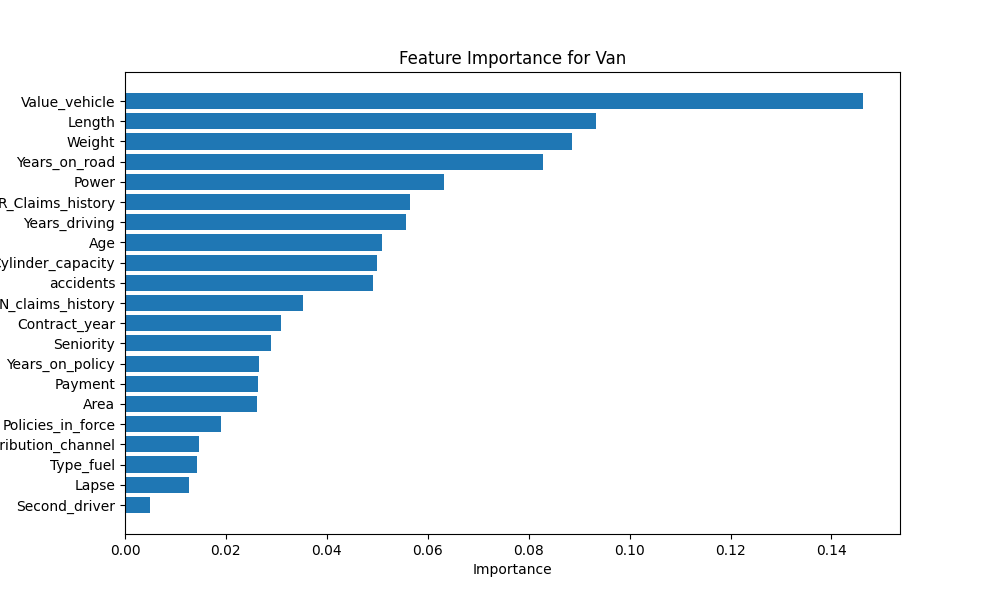 Feature Importance for Van
Value_vehicle
Length
Weight
Years_on_road
Power
R_Claims_history
Years_driving
Age
ylinder_capacity
accidents
N_claims_history
Contract_year
Seniority
Years_on_policy
Payment
Area
Policies_in_force
ribution_channel
Type_fuel
Lapse
Second_driver
0.00 0.02 0.04 0.06 0.08 0.10 0.12 0.14
Importance